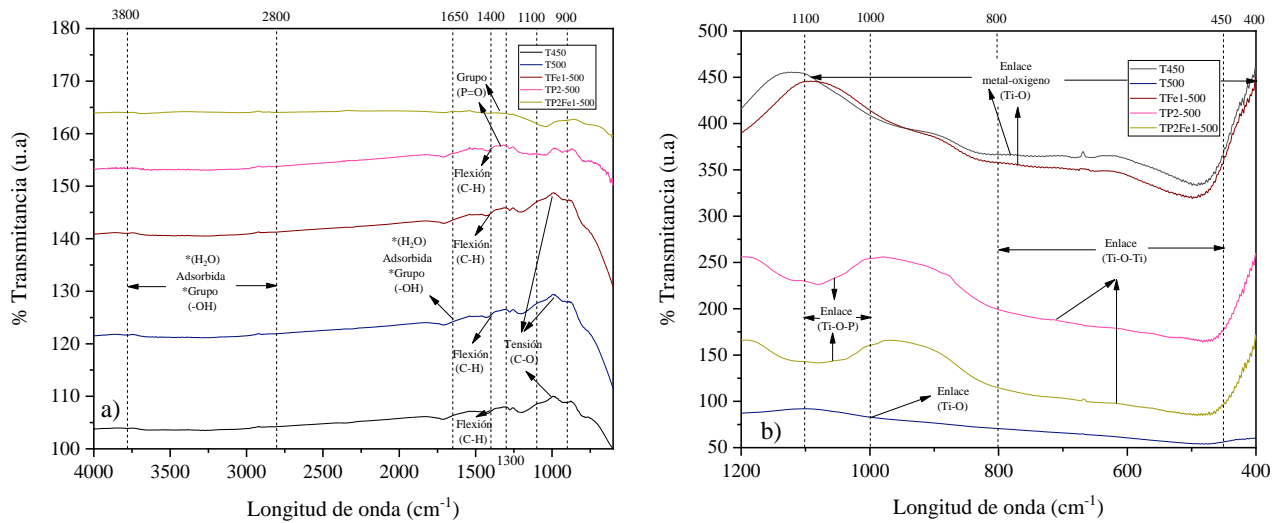 3800 2800 1650 1400 1100 900
180
170
160
150
140
130
120
110
100
% Transmitancia (u.a)
T450
T500
TFe1-500
TP2-500
TP2Fe1-500
Grupo
(P=O)
Flexión
(C-H)
Flexión
(C-H)
*(H₂O)
Adsorbida
*Grupo
(-OH)
*(H₂O)
Adsorbida
*Grupo
(-OH)
Flexión
(C-H)
Tensión
(C-O)
Flexión
(C-H)
a)
1300
4000 3500 3000 2500 2000 1500 1000
Longitud de onda (cm⁻¹)
1100 1000 800 450 400
500
450
400
350
300
250
200
150
100
50
% Transmitancia (u.a)
Enlace
metal-oxigeno
(Ti-O)
T450
T500
TFe1-500
TP2-500
TP2Fe1-500
Enlace
(Ti-O-Ti)
Enlace
(Ti-O-P)
Enlace
(Ti-O)
b)
1200 1000 800 600 400
Longitud de onda (cm⁻¹)